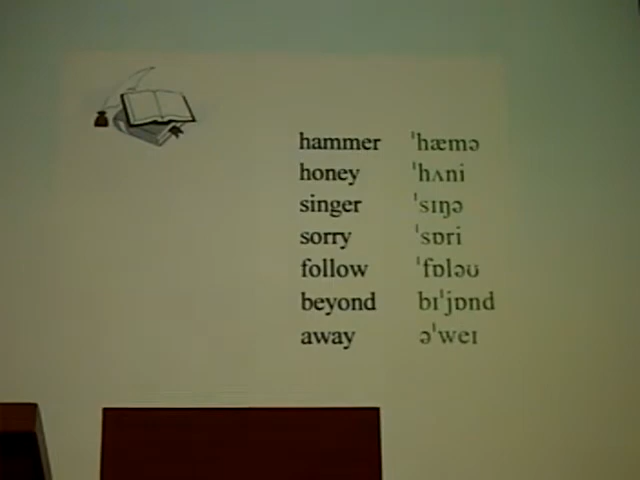 hammer ˈhæmə
honey ˈhʌni
singer ˈsɪŋə
sorry ˈsɒri
follow ˈfɒləʊ
beyond bɪˈjɒnd
away əˈweɪ